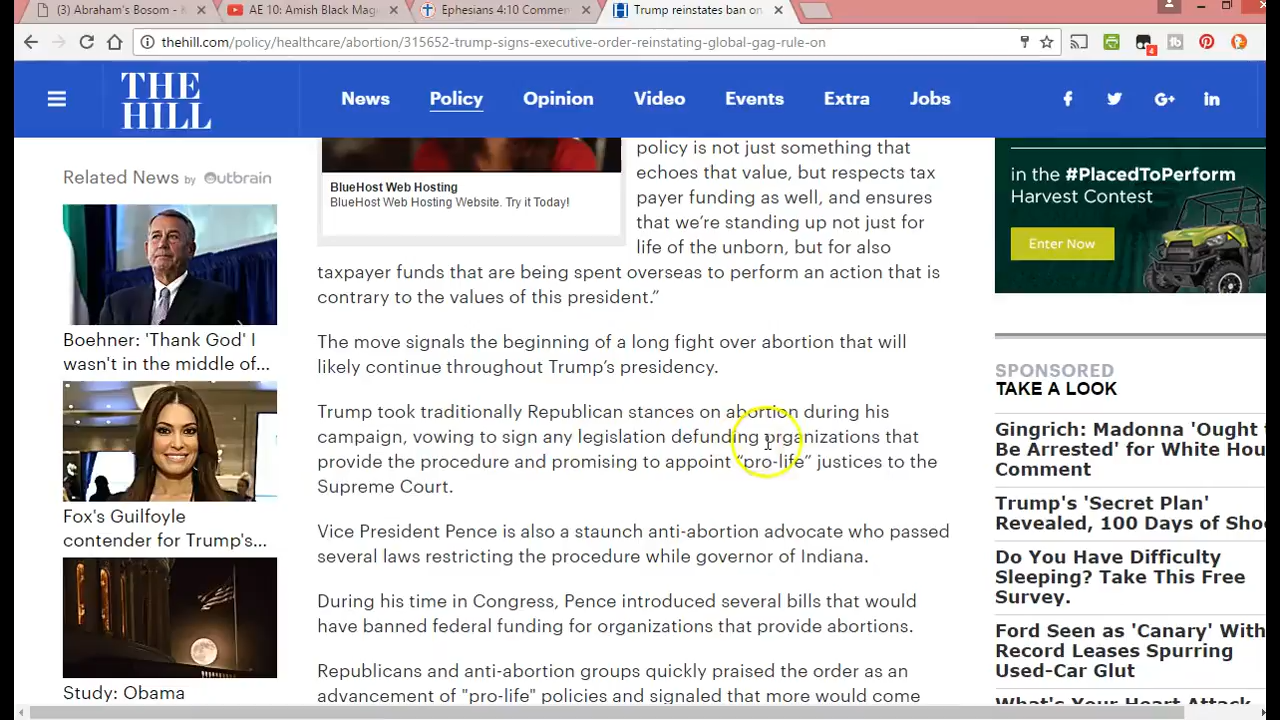 (3) Abraham's Bosom -
AE 10: Amish Black Mag
Ephesians 4:10 Commen
Trump reinstates ban on
thehill.com/policy/healthcare/abortion/315652-trump-signs-executive-order-reinstating-global-gag-rule-on
4
THE HILL
News Policy Opinion Video Events Extra Jobs
Related News by Outbrain
Boehner: 'Thank God' I
wasn't in the middle of...
Fox's Guilfoyle
contender for Trump's...
Study: Obama
BlueHost Web Hosting
BlueHost Web Hosting Website. Try it Today!
policy is not just something that
echoes that value, but respects tax
payer funding as well, and ensures
that we're standing up not just for
life of the unborn, but for also
taxpayer funds that are being spent overseas to perform an action that is
contrary to the values of this president.”
The move signals the beginning of a long fight over abortion that will
likely continue throughout Trump's presidency.
Trump took traditionally Republican stances on abortion during his
campaign, vowing to sign any legislation defunding organizations that
provide the procedure and promising to appoint “pro-life” justices to the
Supreme Court.
Vice President Pence is also a staunch anti-abortion advocate who passed
several laws restricting the procedure while governor of Indiana.
During his time in Congress, Pence introduced several bills that would
have banned federal funding for organizations that provide abortions.
Republicans and anti-abortion groups quickly praised the order as an
advancement of "pro-life" policies and signaled that more would come
in the #PlacedToPerform
Harvest Contest
Enter Now
SPONSORED
TAKE A LOOK
Gingrich: Madonna 'Ought
Be Arrested' for White Hou
Comment
Trump's 'Secret Plan'
Revealed, 100 Days of Sho
Do You Have Difficulty
Sleeping? Take This Free
Survey.
Ford Seen as 'Canary' With
Record Leases Spurring
Used-Car Glut
What's Your Heart Attack